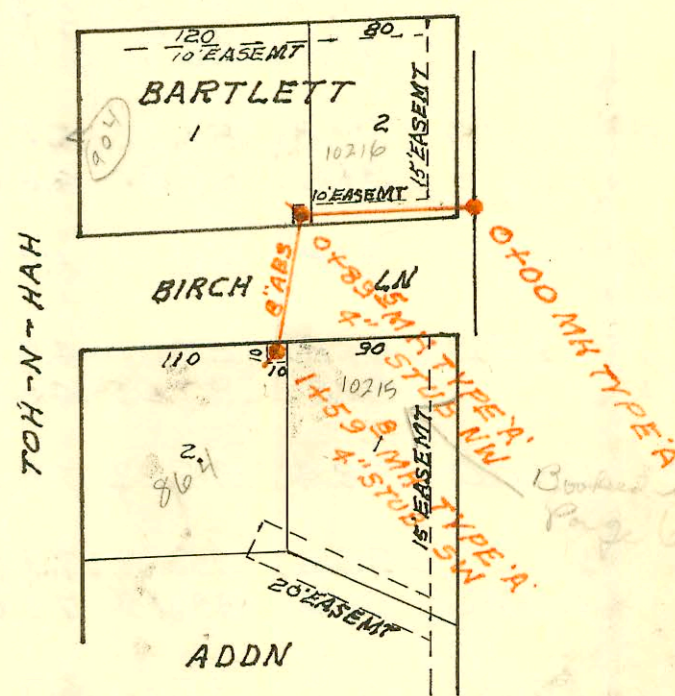 120
80
10' EASEMT
BARTLETT
1
2
904
10216
15' EASEMT
10' EASEMT
TOH-N-HAH
BIRCH LN
8" ABS
0+00 MH TYPE 'A'
0+89 S MH TYPE 'A'
4" STUB NW
110
10
10
90
10215
1+59 B MH TYPE 'A'
4" STUB SW
2.
864
1
15' EASEMT
Page
20' EASEMT
ADDN